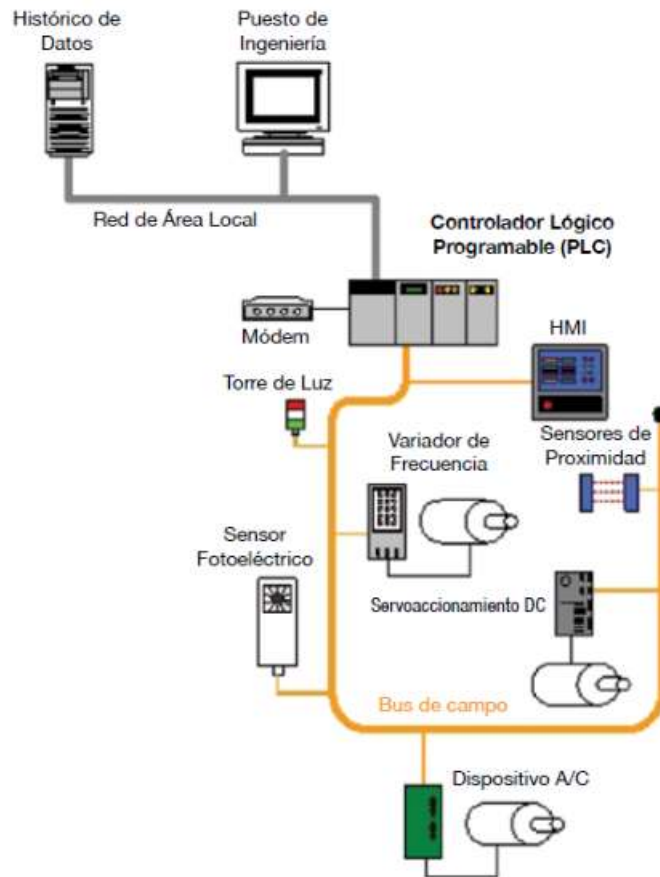 Histórico de
Datos
Puesto de
Ingeniería
Red de Área Local
Controlador Lógico
Programable (PLC)
Módem
HMI
Torre de Luz
Variador de
Frecuencia
Sensores de
Proximidad
Sensor
Fotoeléctrico
Servoaccionamiento DC
Bus de campo
Dispositivo A/C